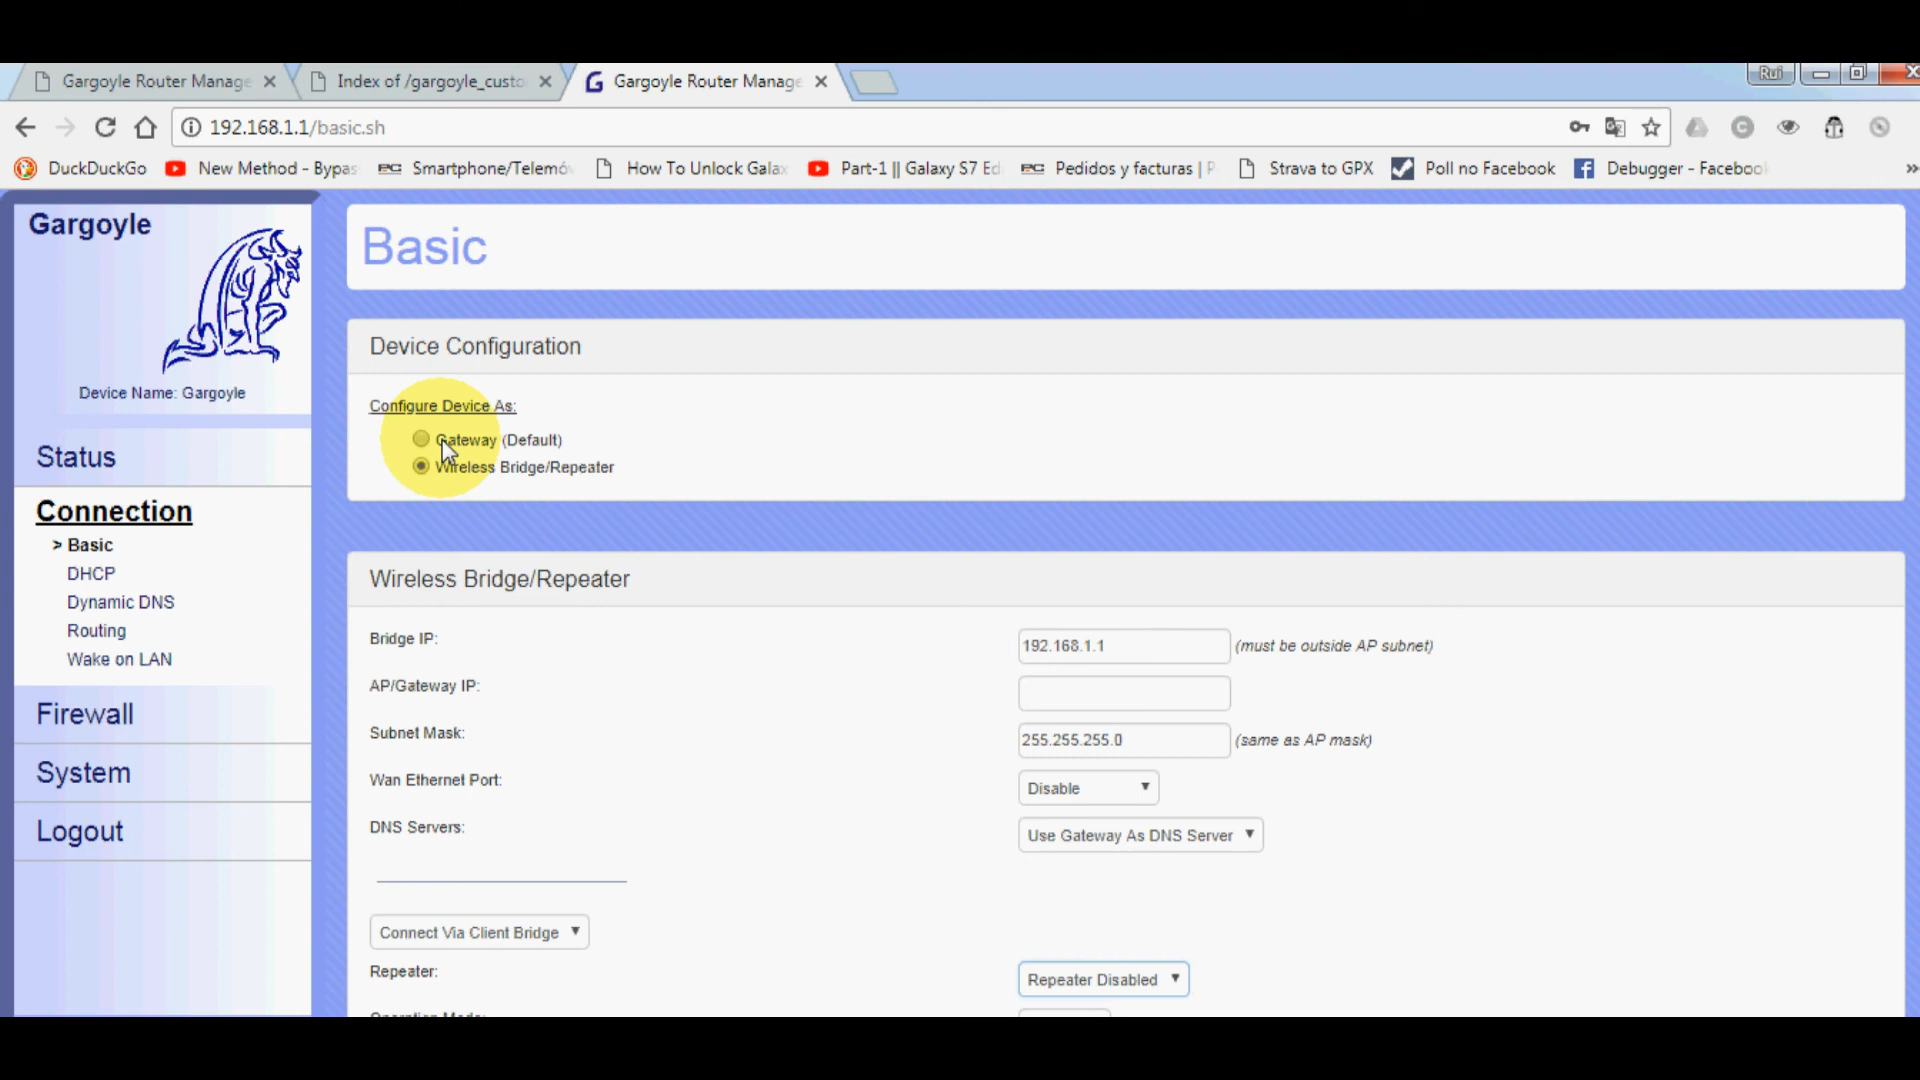 Gargoyle Router Manage
Index of /gargoyle_custo
Gargoyle Router Manage
Rui
192.168.1.1/basic.sh
DuckDuckGo
New Method - Bypas
Smartphone/Telemó
How To Unlock Gala
Part-1 || Galaxy S7 Ed
Pedidos y facturas | P
Strava to GPX
Poll no Facebook
Debugger - Facebook
»
Gargoyle
Device Name: Gargoyle
Status
Connection
> Basic
DHCP
Dynamic DNS
Routing
Wake on LAN
Firewall
System
Logout
Basic
Device Configuration
Configure Device As:
Gateway (Default)
Wireless Bridge/Repeater
Wireless Bridge/Repeater
Bridge IP:
192.168.1.1 (must be outside AP subnet)
AP/Gateway IP:
Subnet Mask:
255.255.255.0 (same as AP mask)
Wan Ethernet Port:
Disable
DNS Servers:
Use Gateway As DNS Server
Connect Via Client Bridge
Repeater:
Repeater Disabled
Operation Mode: